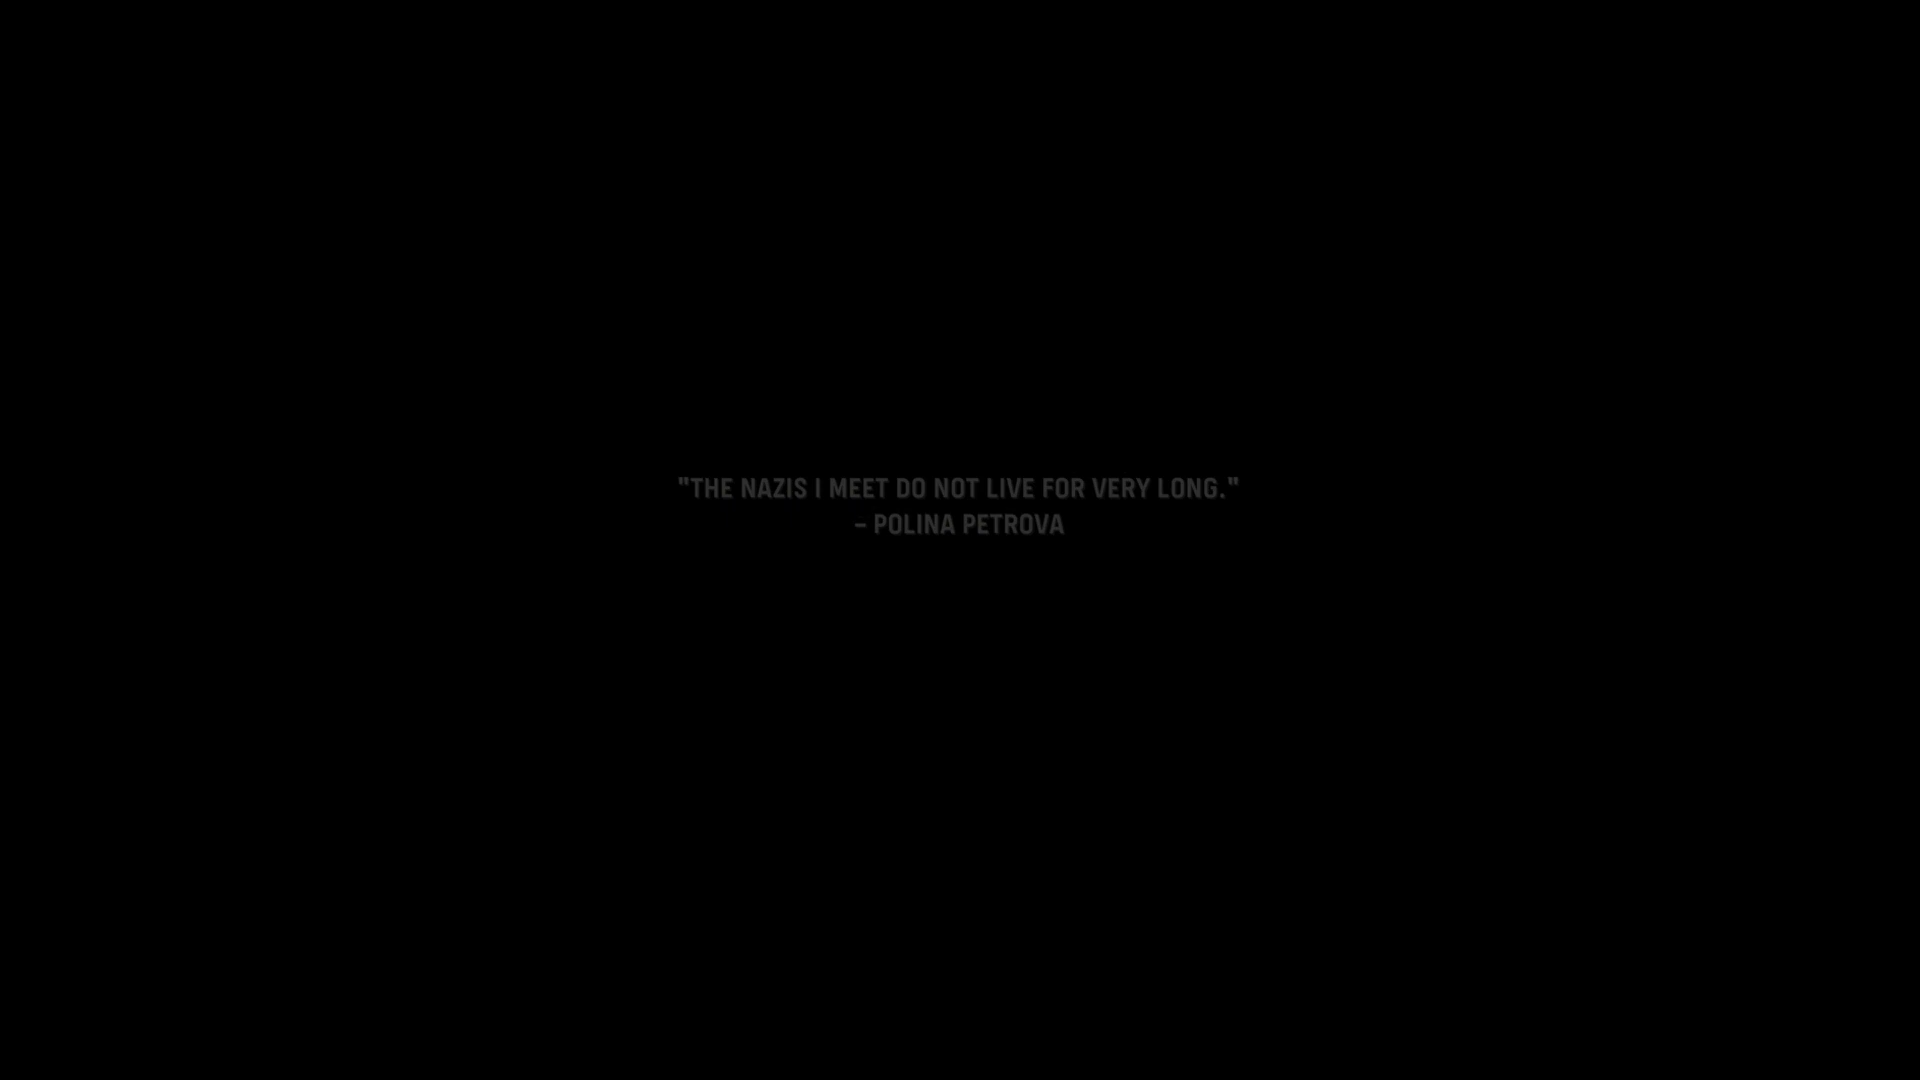 "THE NAZIS I MEET DO NOT LIVE FOR VERY LONG."
– POLINA PETROVA